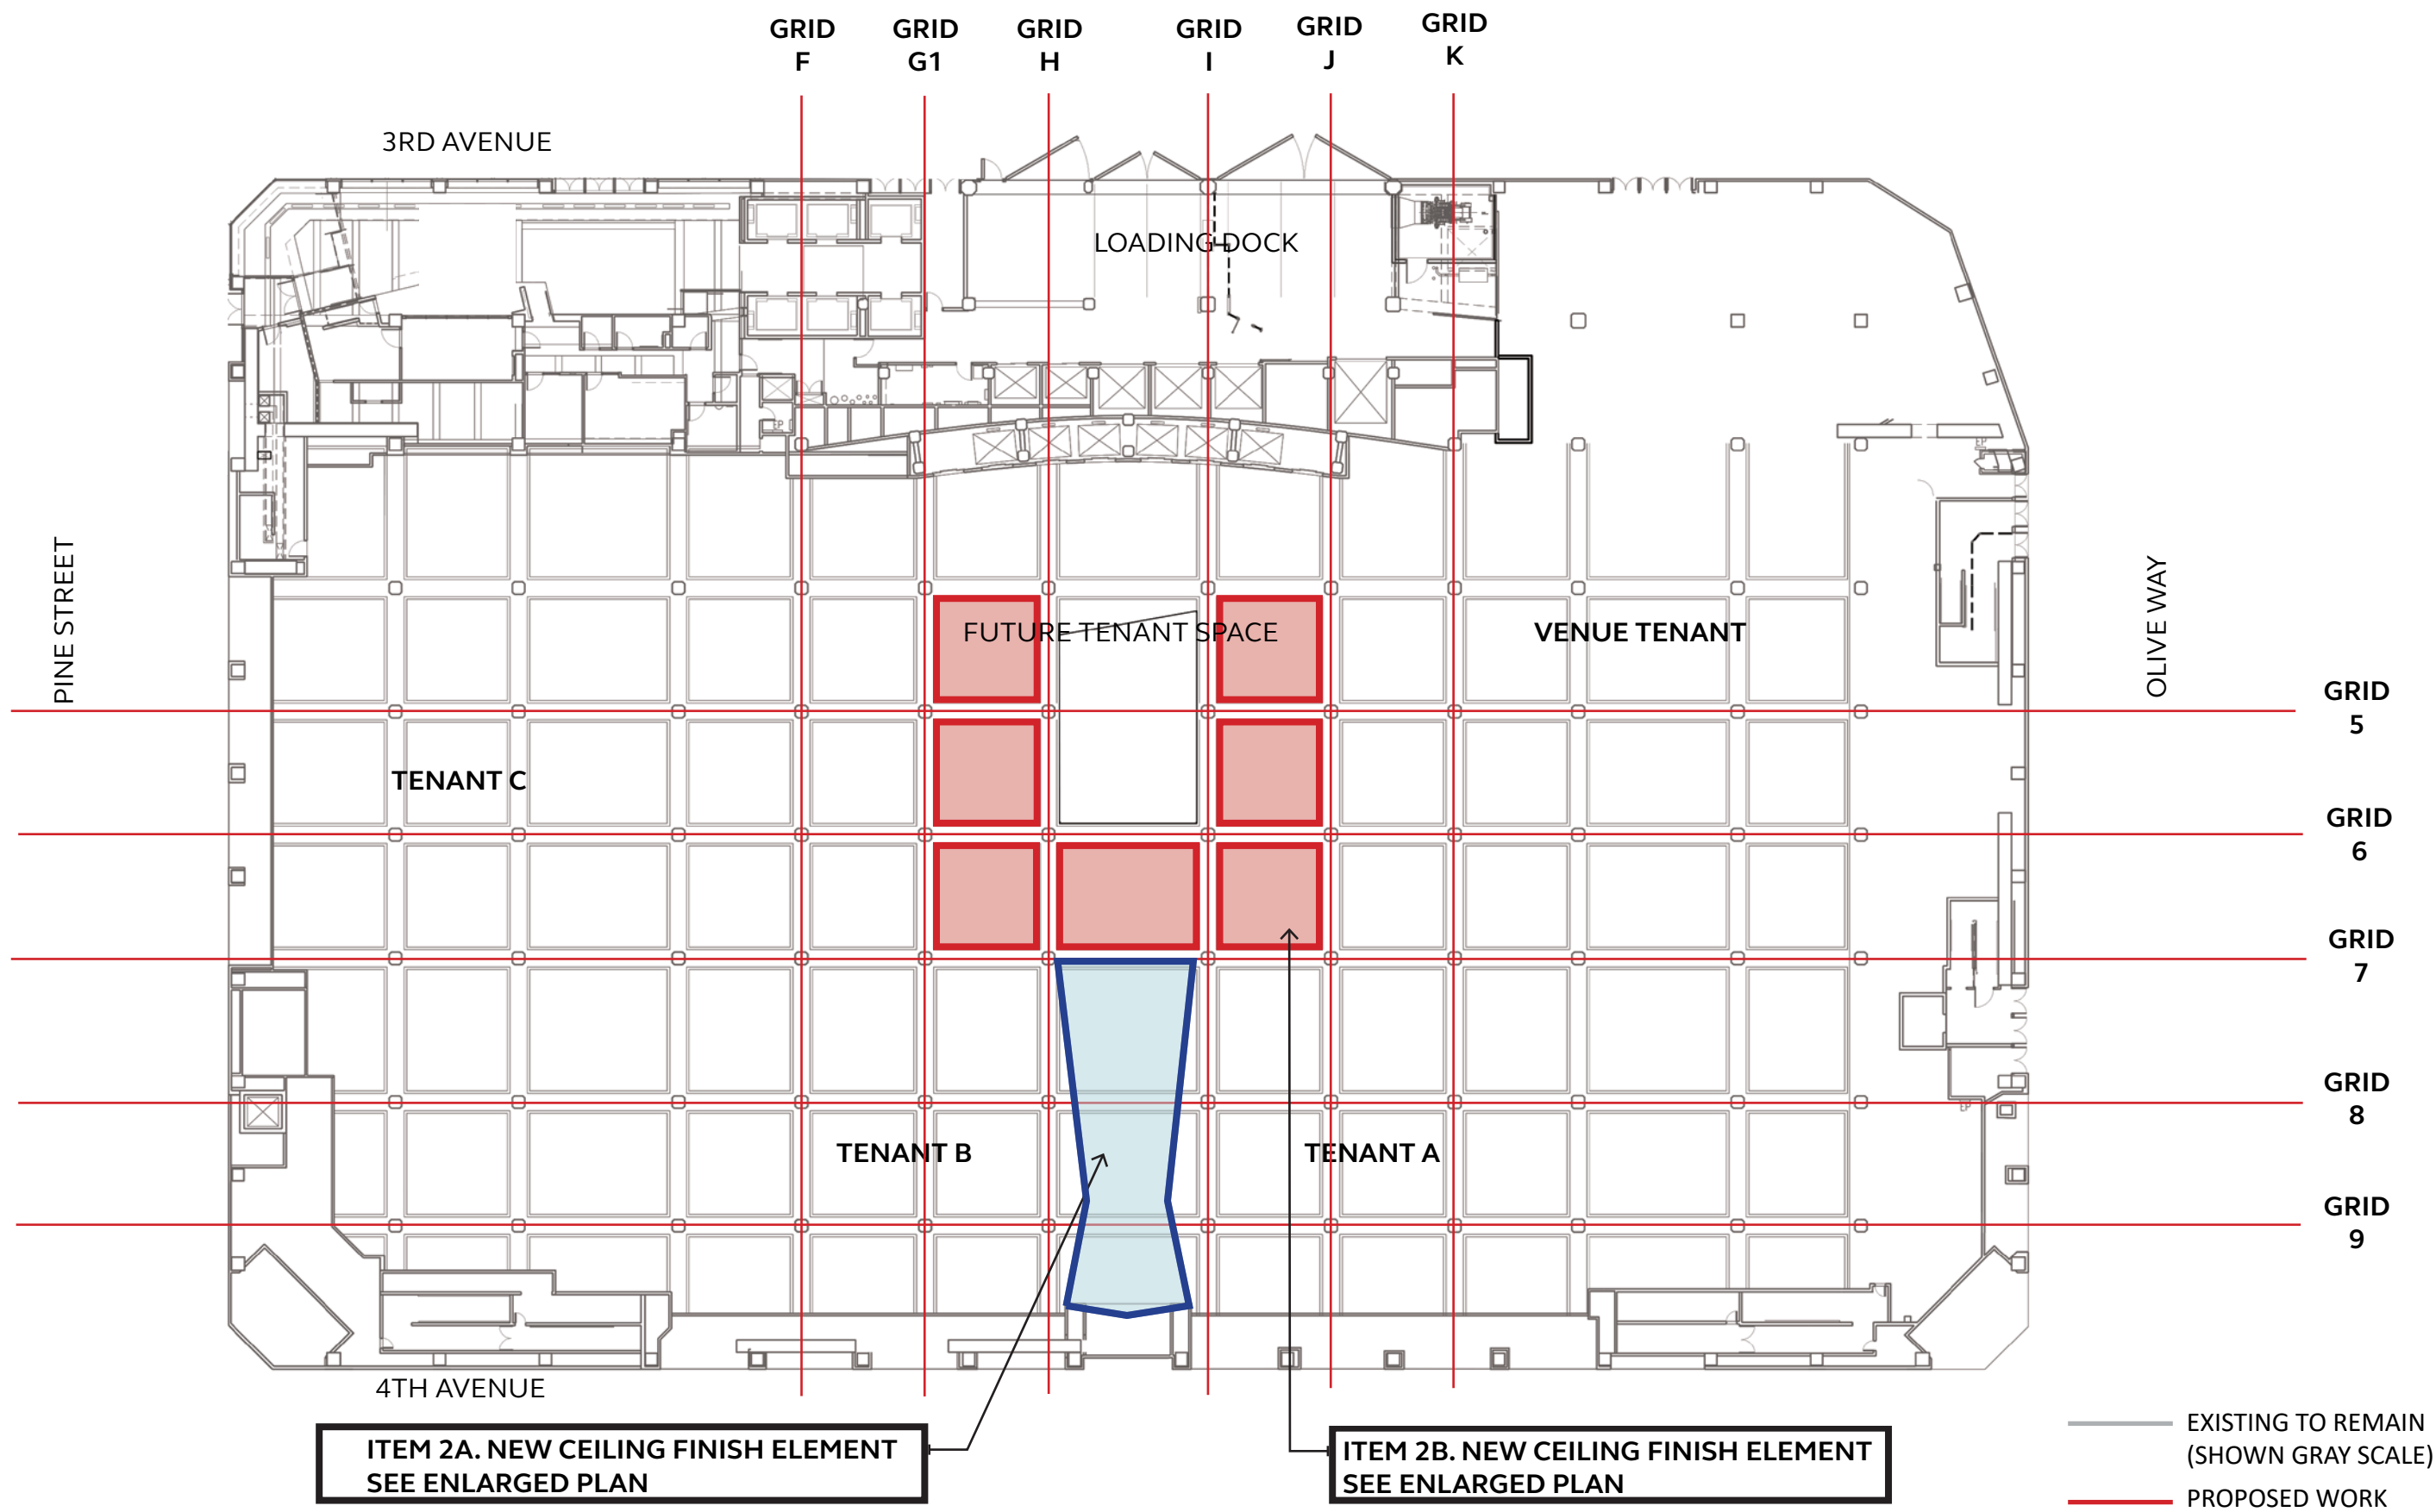 GRID
F
GRID
G1
GRID
H
GRID
I
GRID
J
GRID
K
3RD AVENUE
LOADING DOCK
PINE STREET
OLIVE WAY
FUTURE TENANT SPACE
VENUE TENANT
GRID
5
TENANT C
GRID
6
GRID
7
GRID
8
TENANT B
TENANT A
GRID
9
4TH AVENUE
ITEM 2A. NEW CEILING FINISH ELEMENT
SEE ENLARGED PLAN
ITEM 2B. NEW CEILING FINISH ELEMENT
SEE ENLARGED PLAN
EXISTING TO REMAIN
(SHOWN GRAY SCALE)
PROPOSED WORK